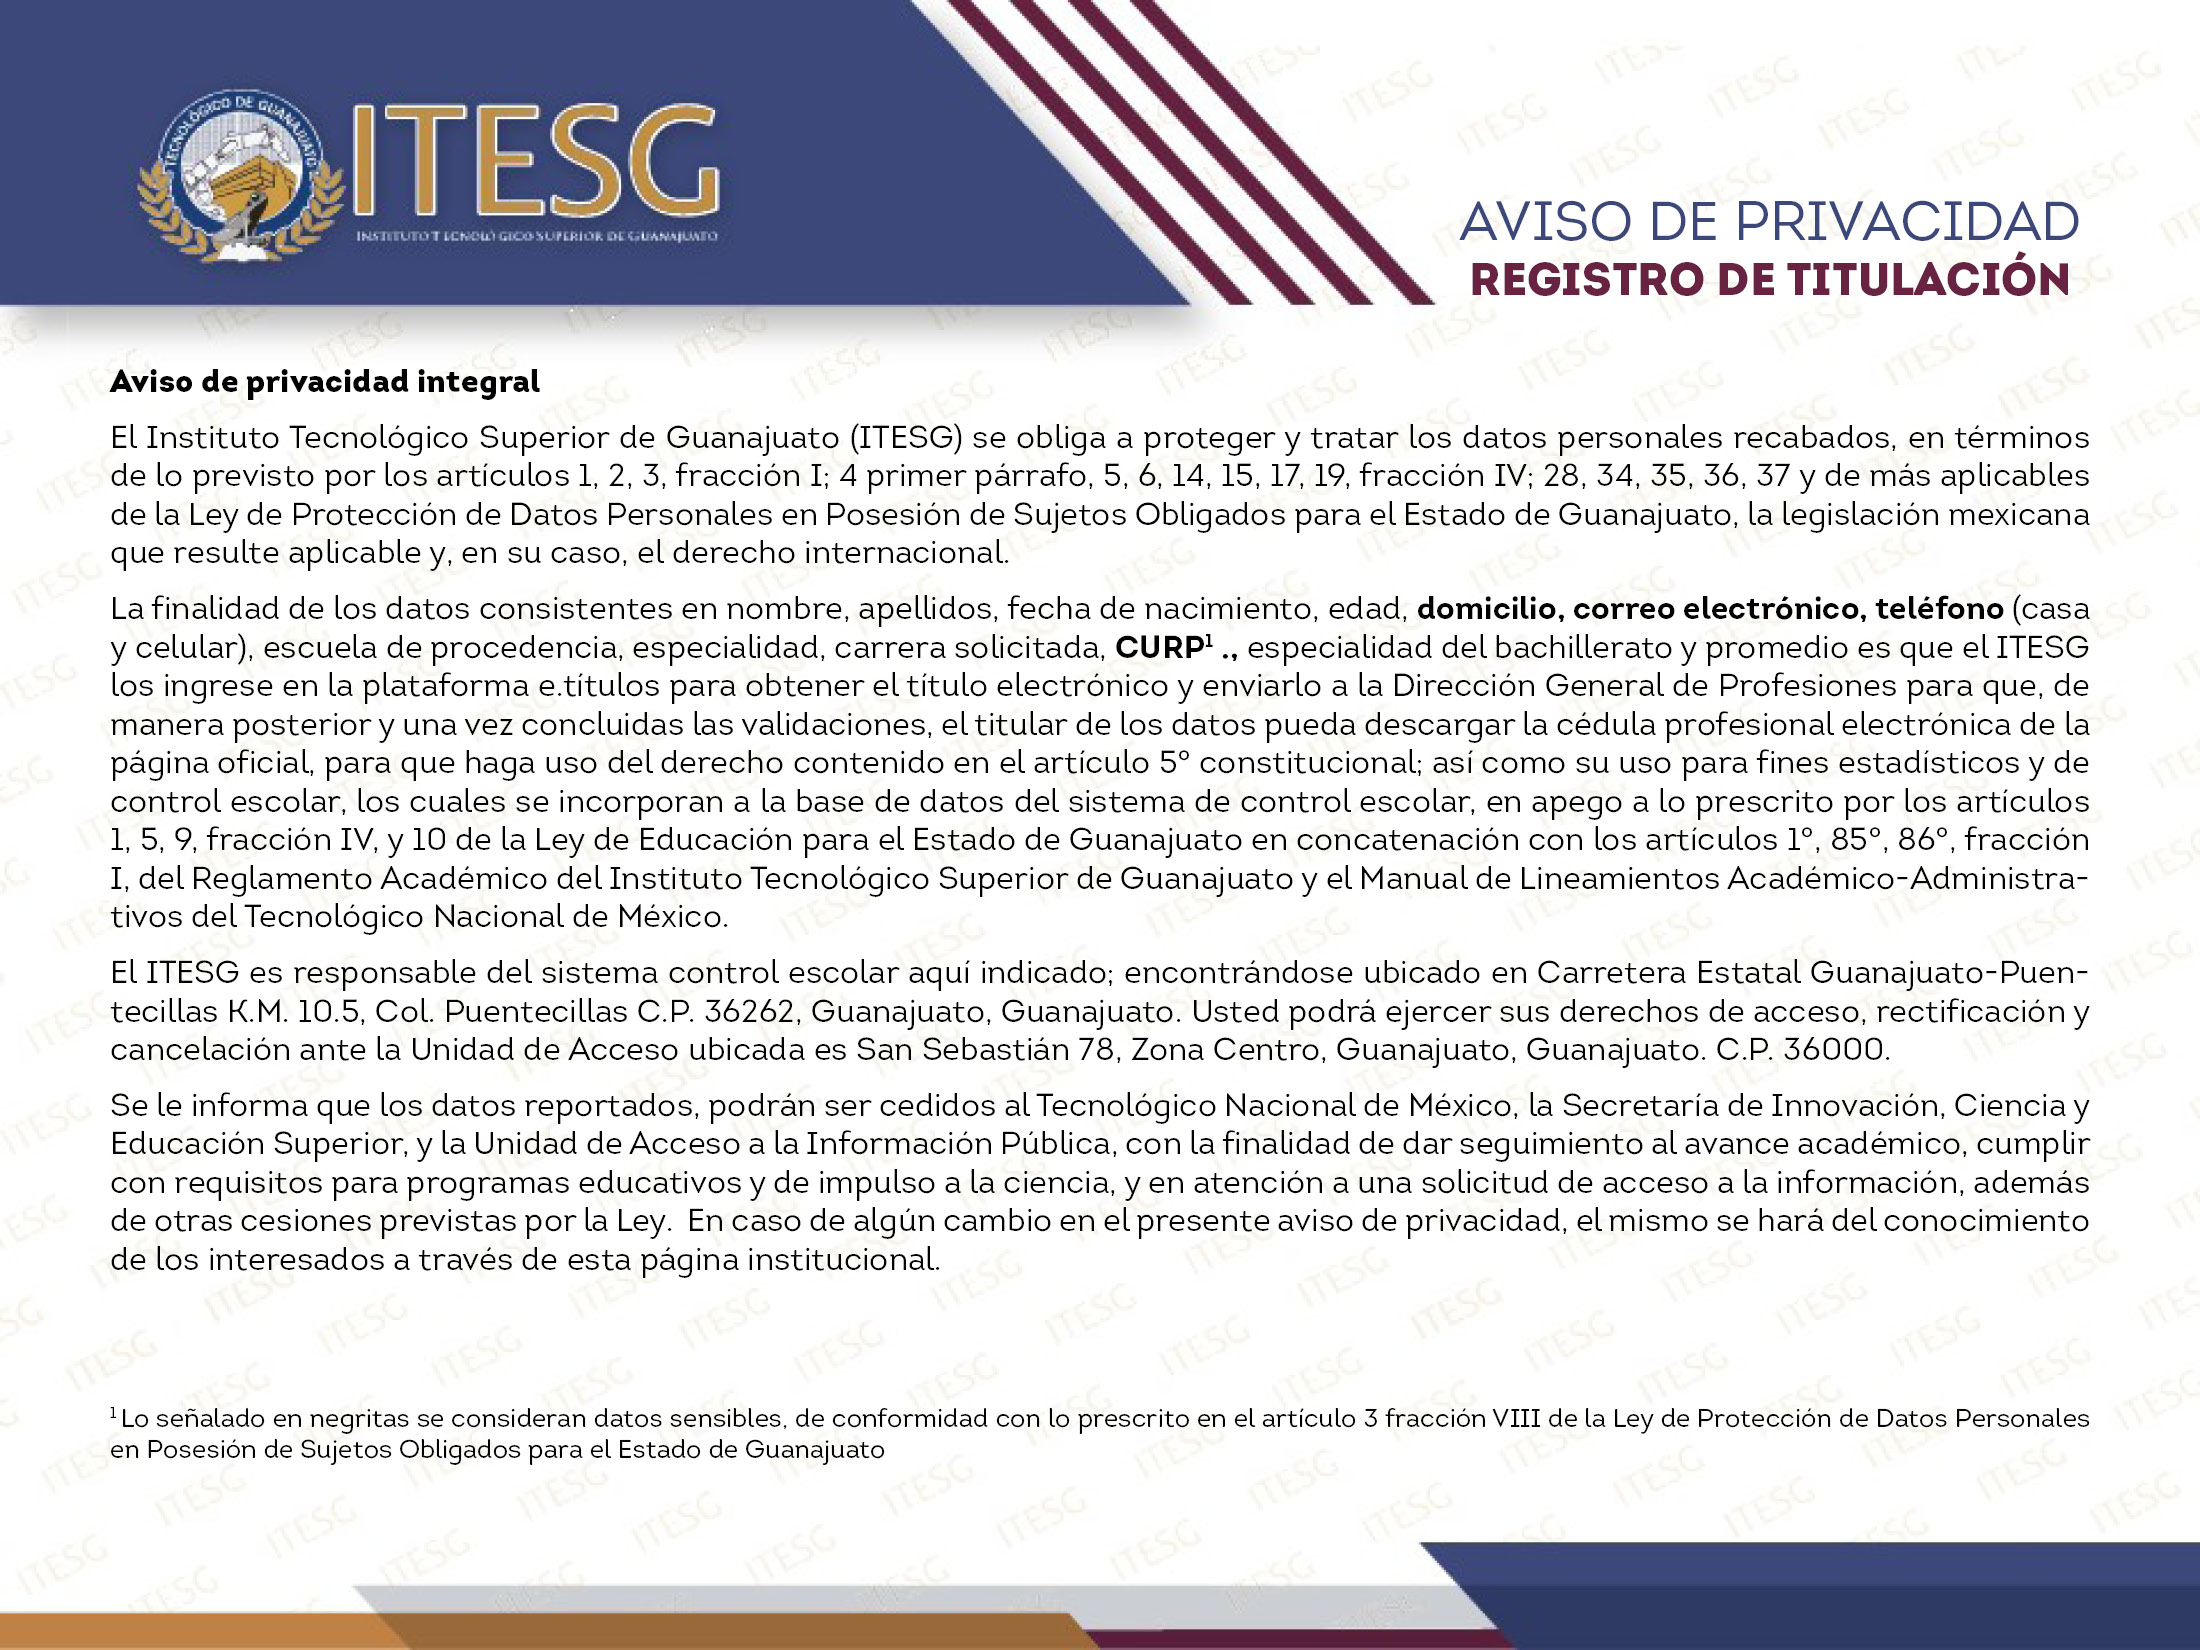 TECNOLÓGICO DE GUANAJUATO
ITESG
INSTITUTO TECNOLÓGICO SUPERIOR DE GUANAJUATO
AVISO DE PRIVACIDAD
REGISTRO DE TITULACIÓN
Aviso de privacidad integral
El Instituto Tecnológico Superior de Guanajuato (ITESG) se obliga a proteger y tratar los datos personales recabados, en términos
de lo previsto por los artículos 1, 2, 3, fracción I; 4 primer párrafo, 5, 6, 14, 15, 17, 19, fracción IV; 28, 34, 35, 36, 37 y de más aplicables
de la Ley de Protección de Datos Personales en Posesión de Sujetos Obligados para el Estado de Guanajuato, la legislación mexicana
que resulte aplicable y, en su caso, el derecho internacional.
La finalidad de los datos consistentes en nombre, apellidos, fecha de nacimiento, edad, domicilio, correo electrónico, teléfono (casa
y celular), escuela de procedencia, especialidad, carrera solicitada, CURP¹ ., especialidad del bachillerato y promedio es que el ITESG
los ingrese en la plataforma e.títulos para obtener el título electrónico y enviarlo a la Dirección General de Profesiones para que, de
manera posterior y una vez concluidas las validaciones, el titular de los datos pueda descargar la cédula profesional electrónica de la
página oficial, para que haga uso del derecho contenido en el artículo 5° constitucional; así como su uso para fines estadísticos y de
control escolar, los cuales se incorporan a la base de datos del sistema de control escolar, en apego a lo prescrito por los artículos
1, 5, 9, fracción IV, y 10 de la Ley de Educación para el Estado de Guanajuato en concatenación con los artículos 1°, 85°, 86°, fracción
I, del Reglamento Académico del Instituto Tecnológico Superior de Guanajuato y el Manual de Lineamientos Académico-Administra-
tivos del Tecnológico Nacional de México.
El ITESG es responsable del sistema control escolar aquí indicado; encontrándose ubicado en Carretera Estatal Guanajuato-Puen-
tecillas K.M. 10.5, Col. Puentecillas C.P. 36262, Guanajuato, Guanajuato. Usted podrá ejercer sus derechos de acceso, rectificación y
cancelación ante la Unidad de Acceso ubicada es San Sebastián 78, Zona Centro, Guanajuato, Guanajuato. C.P. 36000.
Se le informa que los datos reportados, podrán ser cedidos al Tecnológico Nacional de México, la Secretaría de Innovación, Ciencia y
Educación Superior, y la Unidad de Acceso a la Información Pública, con la finalidad de dar seguimiento al avance académico, cumplir
con requisitos para programas educativos y de impulso a la ciencia, y en atención a una solicitud de acceso a la información, además
de otras cesiones previstas por la Ley. En caso de algún cambio en el presente aviso de privacidad, el mismo se hará del conocimiento
de los interesados a través de esta página institucional.
¹ Lo señalado en negritas se consideran datos sensibles, de conformidad con lo prescrito en el artículo 3 fracción VIII de la Ley de Protección de Datos Personales
en Posesión de Sujetos Obligados para el Estado de Guanajuato